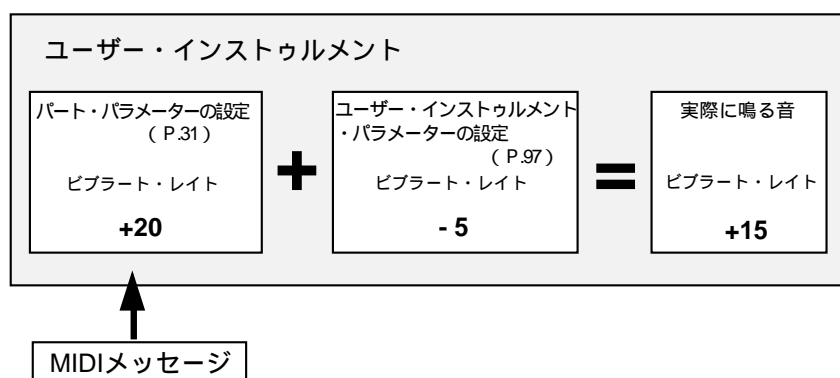 ユーザー・インストゥルメント
パート・パラメーターの設定
( P.31)
ビブラート・レイト
+20
+
ユーザー・インストゥルメント
・パラメーターの設定
( P.97)
ビブラート・レイト
- 5
=
実際に鳴る音
ビブラート・レイト
+15
MIDIメッセージ